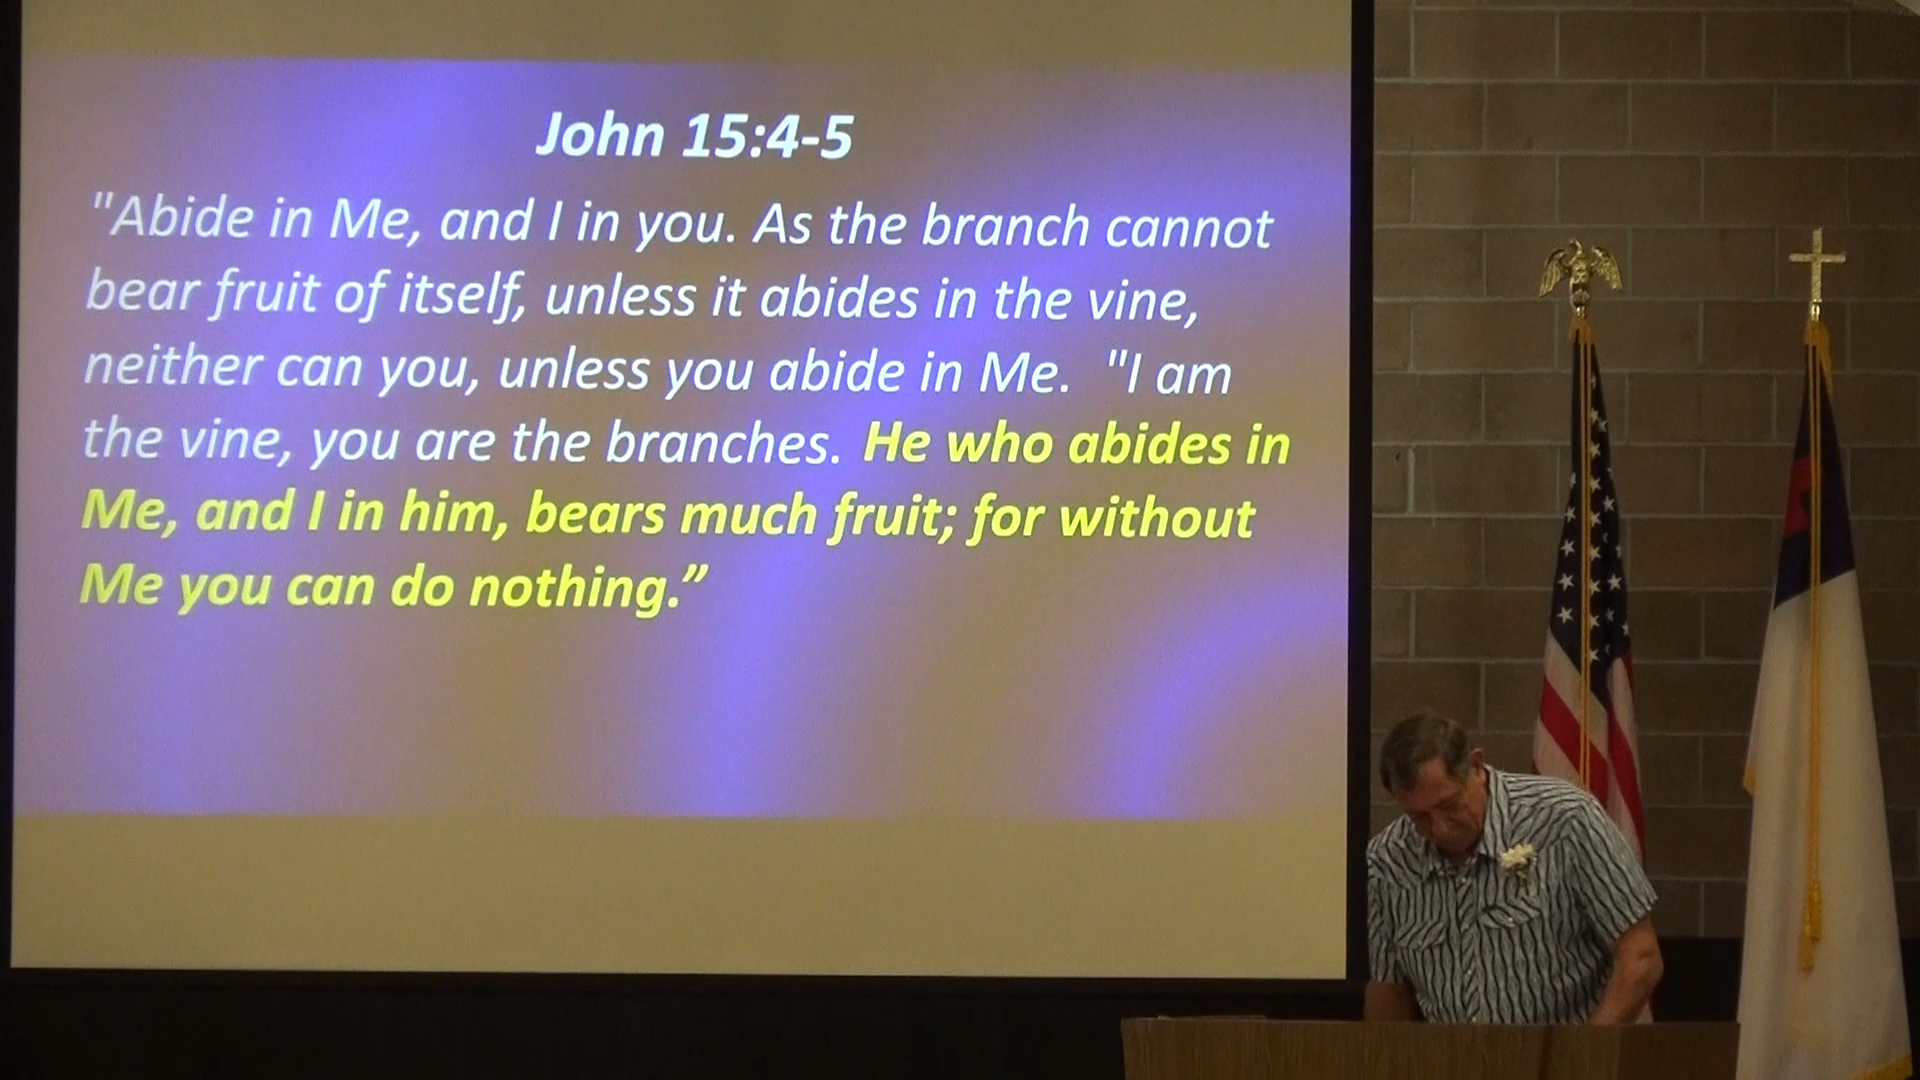 John 15:4-5
"Abide in Me, and I in you. As the branch cannot
bear fruit of itself, unless it abides in the vine,
neither can you, unless you abide in Me.  "I am
the vine, you are the branches. He who abides in
Me, and I in him, bears much fruit; for without
Me you can do nothing.”